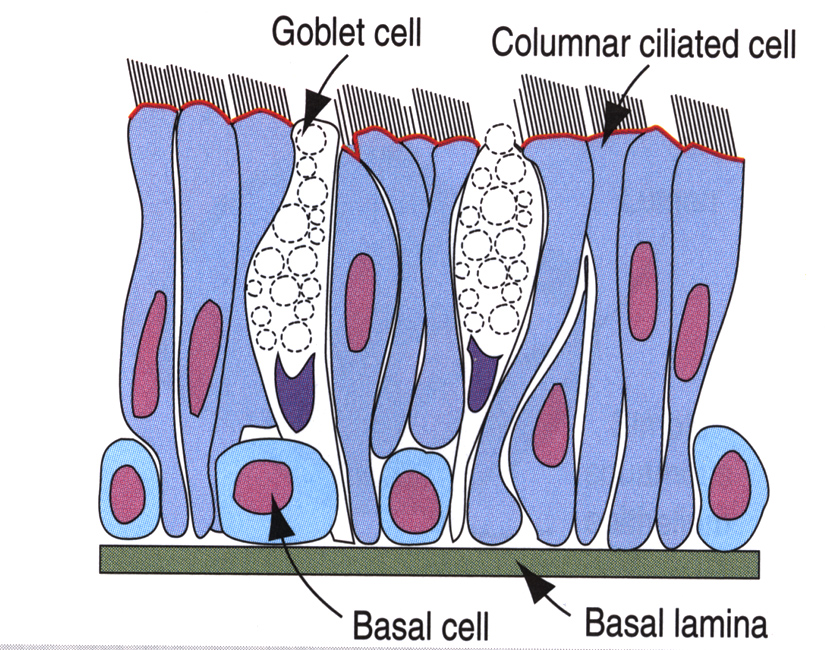 Goblet cell
Columnar ciliated cell
Basal cell
Basal lamina